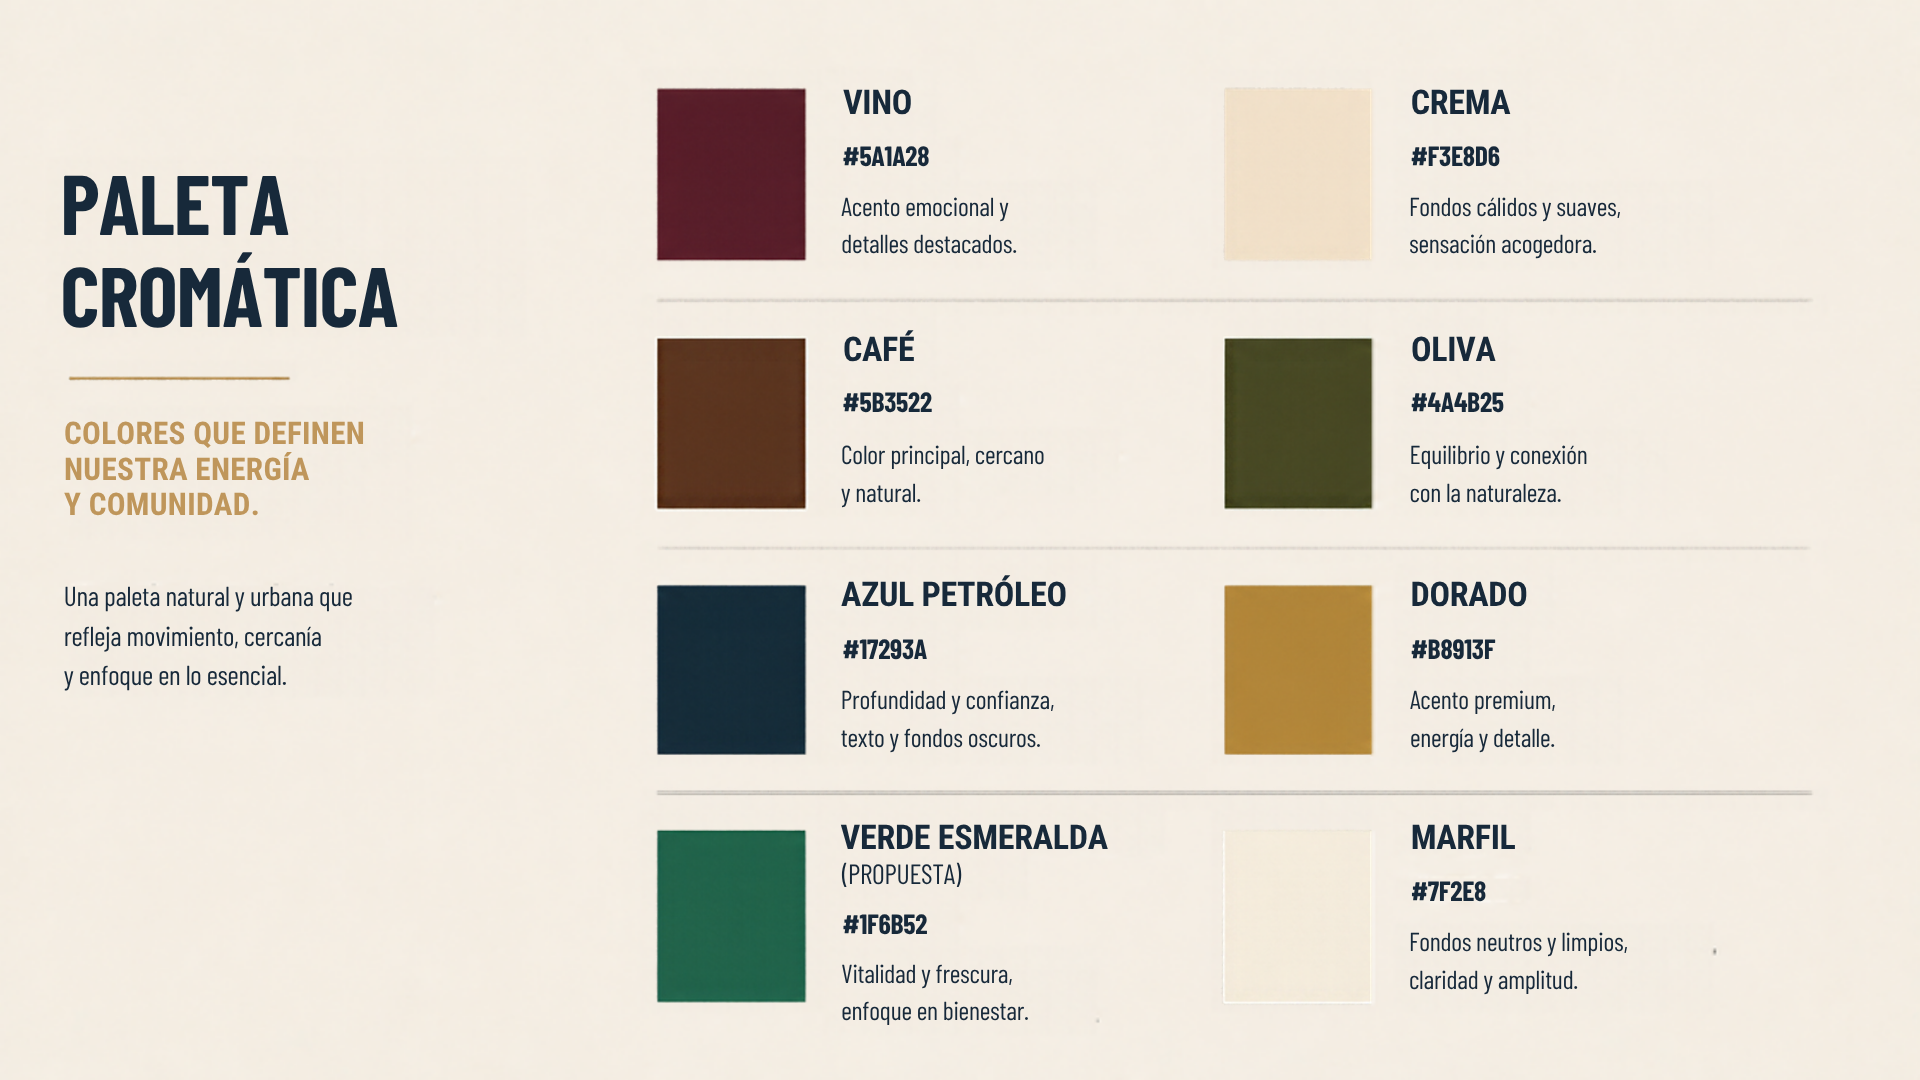 PALETA
CROMÁTICA
COLORES QUE DEFINEN
NUESTRA ENERGÍA
Y COMUNIDAD.
Una paleta natural y urbana que
refleja movimiento, cercanía
y enfoque en lo esencial.
VINO
#5A1A28
Acento emocional y
detalles destacados.
CREMA
#F3E8D6
Fondos cálidos y suaves,
sensación acogedora.
CAFÉ
#5B3522
Color principal, cercano
y natural.
OLIVA
#4A4B25
Equilibrio y conexión
con la naturaleza.
AZUL PETRÓLEO
#17293A
Profundidad y confianza,
texto y fondos oscuros.
DORADO
#B8913F
Acento premium,
energía y detalle.
VERDE ESMERALDA
(PROPUESTA)
#1F6B52
Vitalidad y frescura,
enfoque en bienestar.
MARFIL
#7F2E8
Fondos neutros y limpios,
claridad y amplitud.